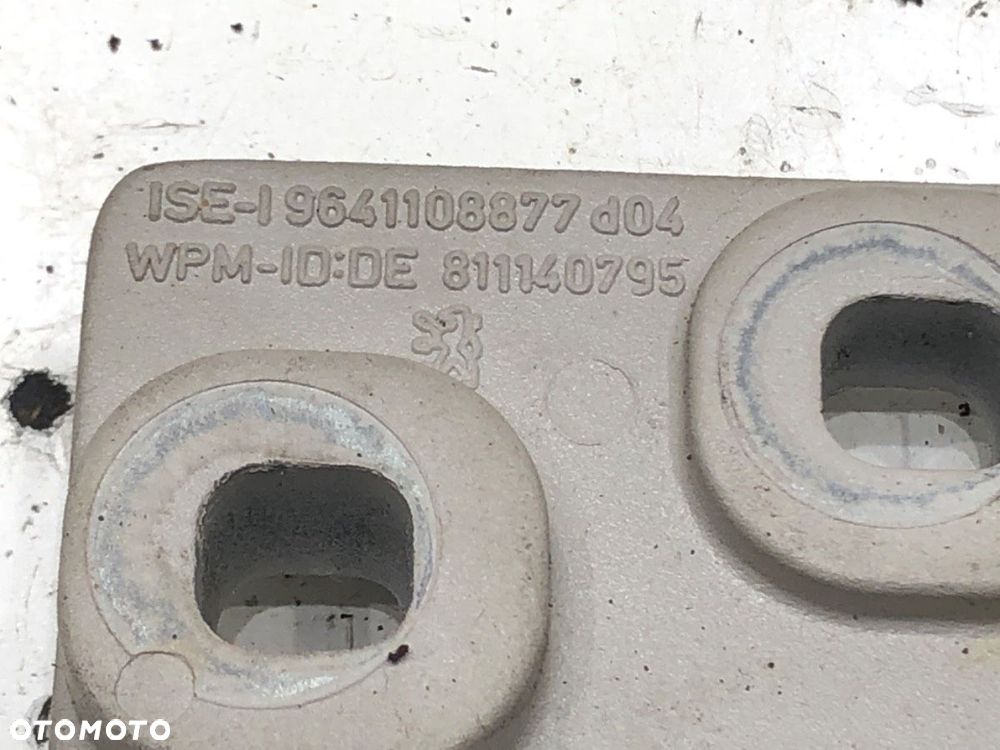 ISE-I 9641108877 d04
WPM-ID:DE 811140795
OTOMOTO